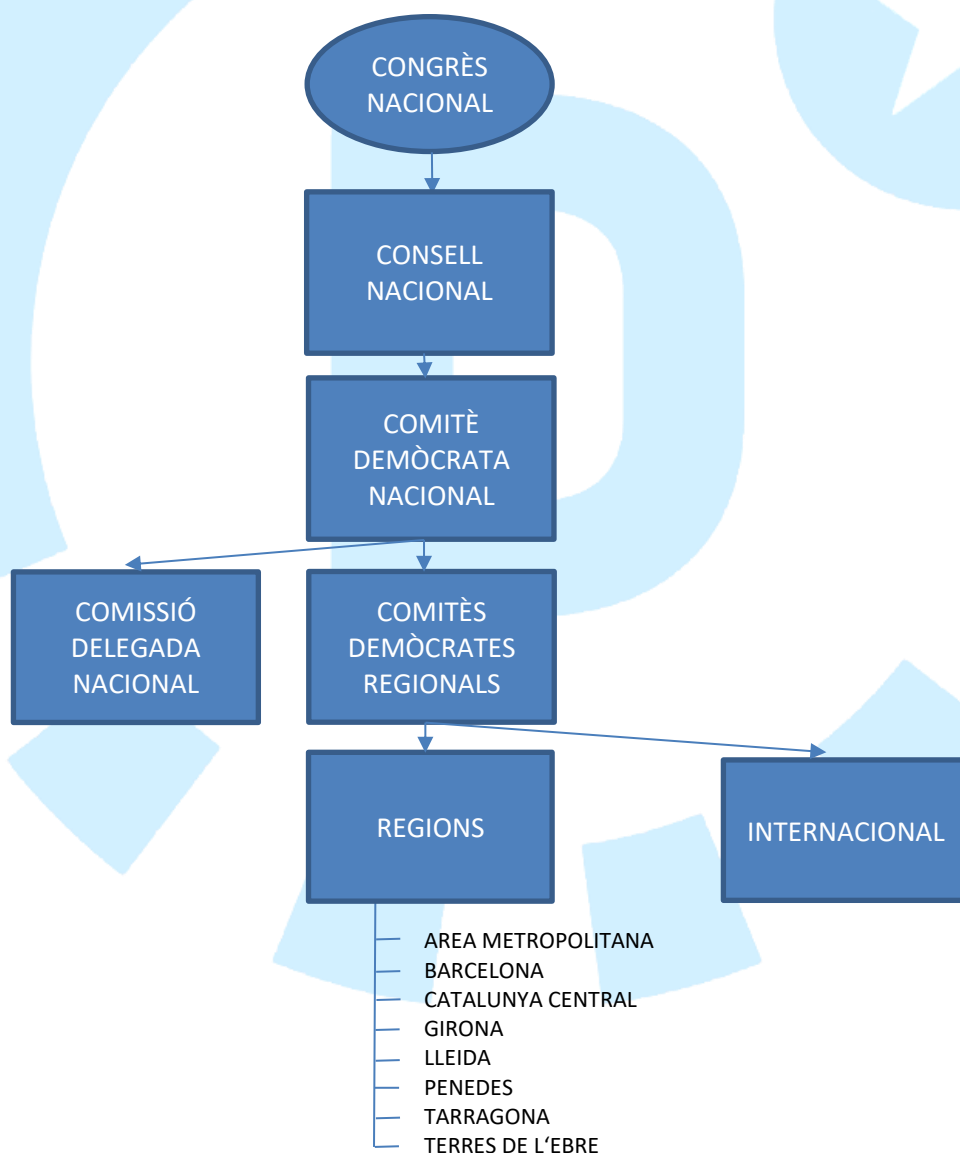 CONGRÈS
NACIONAL
CONSELL
NACIONAL
COMITÈ
DEMÒCRATA
NACIONAL
COMISSIÓ
DELEGADA
NACIONAL
COMITÈS
DEMÒCRATES
REGIONALS
REGIONS
INTERNACIONAL
AREA METROPOLITANA
BARCELONA
CATALUNYA CENTRAL
GIRONA
LLEIDA
PENEDES
TARRAGONA
TERRES DE L‘EBRE